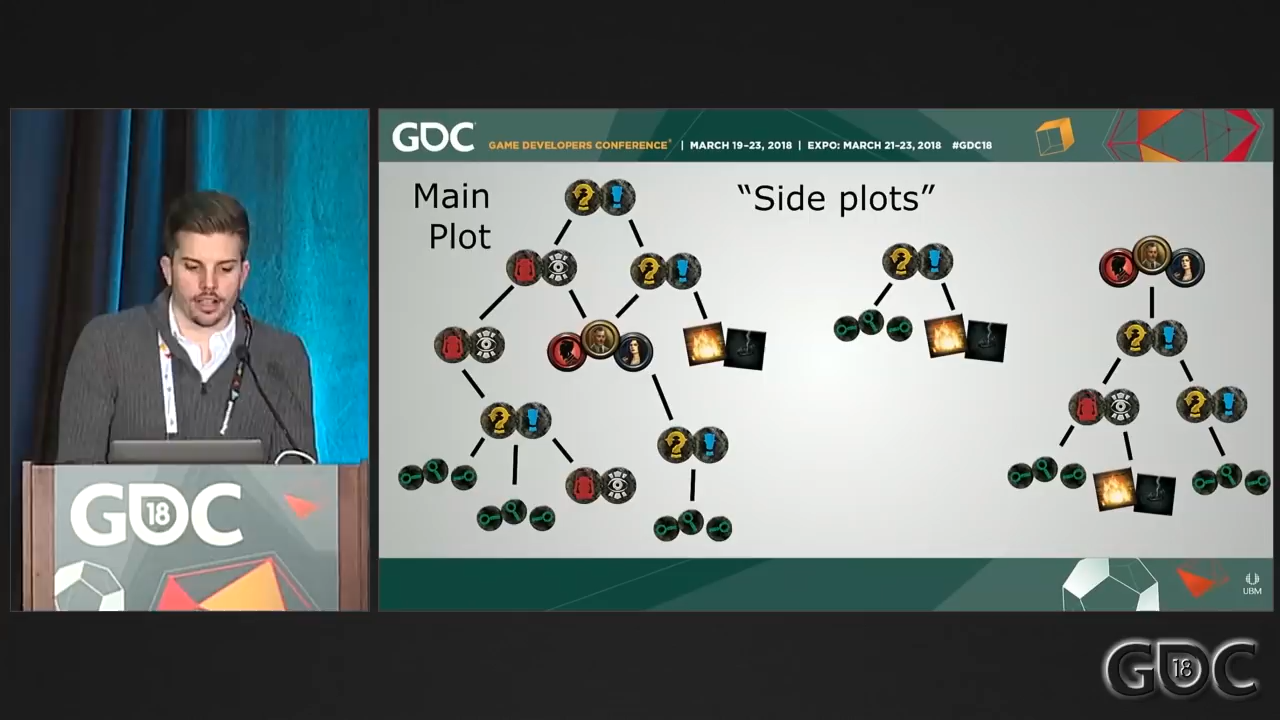 GDC GAME DEVELOPERS CONFERENCE® | MARCH 19–23, 2018 | EXPO: MARCH 21–23, 2018 #GDC18
Main
Plot
“Side plots”
GDC
18
UBM
GDC
18